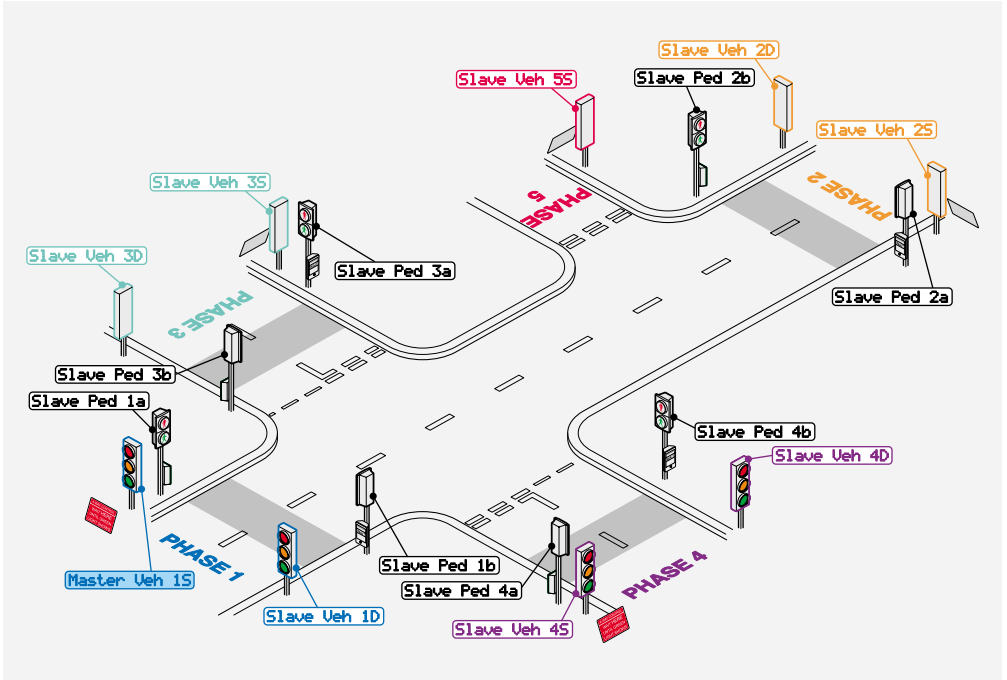 Slave Veh 2D
Slave Veh 5S
Slave Ped 2b
Slave Veh 2S
Slave Veh 3S
PHASE 2
PHASE
5
Slave Veh 3D
Slave Ped 3a
Slave Ped 2a
PHASE 3
Slave Ped 3b
Slave Ped 1a
Slave Ped 4b
Slave Veh 4D
PHASE 1
Slave Ped 1b
Master Veh 1S
Slave Ped 4a
PHASE 4
Slave Veh 1D
Slave Veh 4S